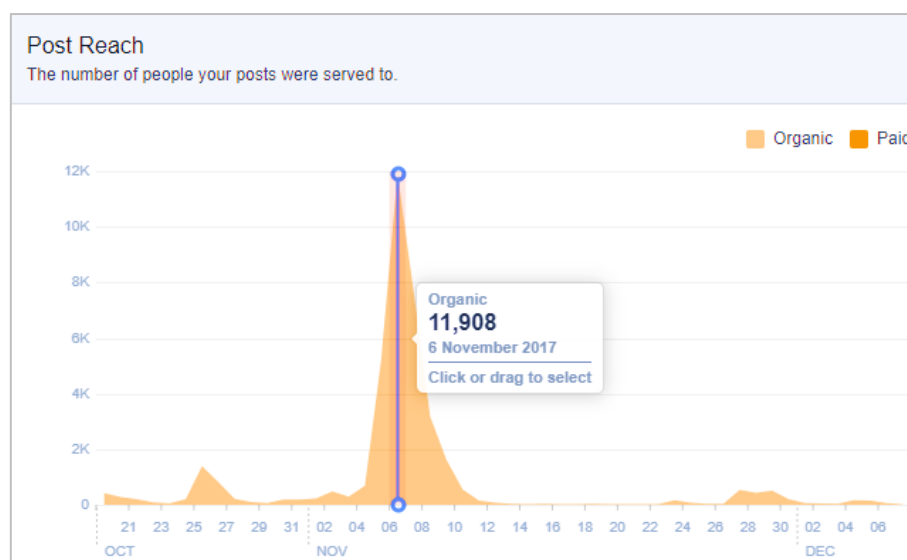 Post Reach
The number of people your posts were served to.
Organic Paid
12K
10K
8K
6K
4K
2K
0
Organic
11,908
6 November 2017
Click or drag to select
21 23 25 27 29 31 02 04 06 08 10 12 14 16 18 20 22 24 26 28 30 02 04 06
OCT NOV DEC